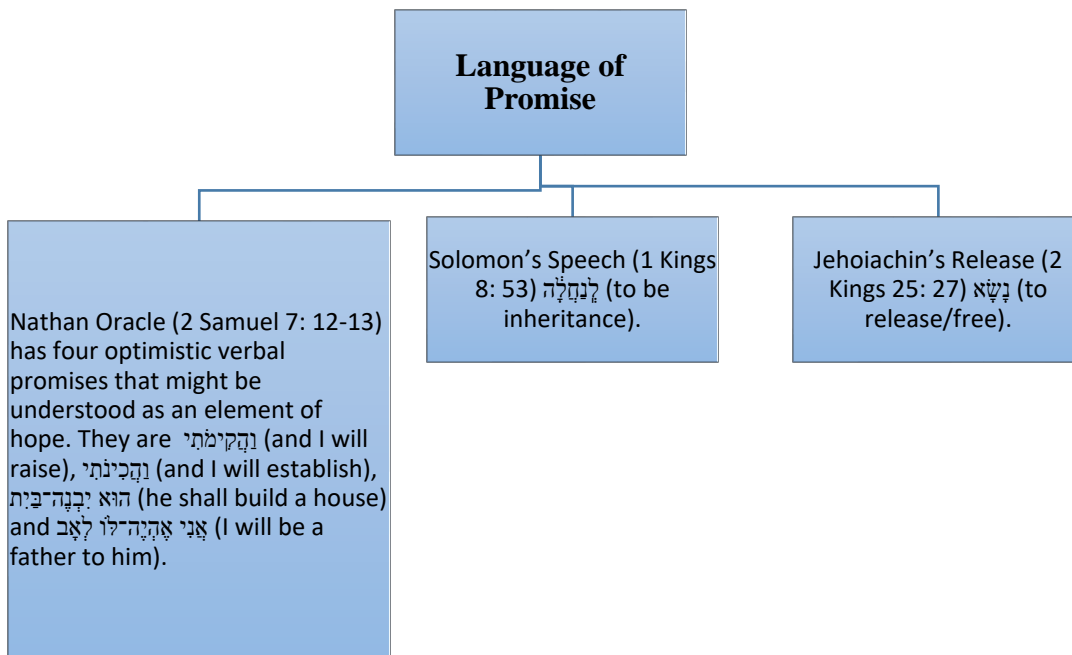 Language of
Promise
Nathan Oracle (2 Samuel 7: 12-13)
has four optimistic verbal
promises that might be
understood as an element of
hope. They are וַהֲקִימֹתִי (and I will
raise), וַהֲכִינֹתִי (and I will establish),
הוּא יִבְנֶה־בַּיִת (he shall build a house)
and אֲנִי אֶהְיֶה־לּוֹ לְאָב (I will be a
father to him).
Solomon’s Speech (1 Kings
8: 53) לְנַחֲלָ֔ה (to be
inheritance).
Jehoiachin’s Release (2
Kings 25: 27) נָשָׂא (to
release/free).